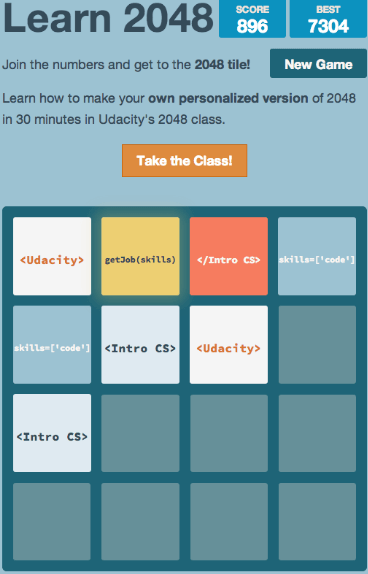 Learn 2048
SCORE
896
BEST
7304
Join the numbers and get to the 2048 tile!
New Game
Learn how to make your own personalized version of 2048
in 30 minutes in Udacity's 2048 class.
Take the Class!
<Udacity>
getJob(skills)
</Intro CS>
skills=['code']
skills=['code']
<Intro CS>
<Udacity>
<Intro CS>